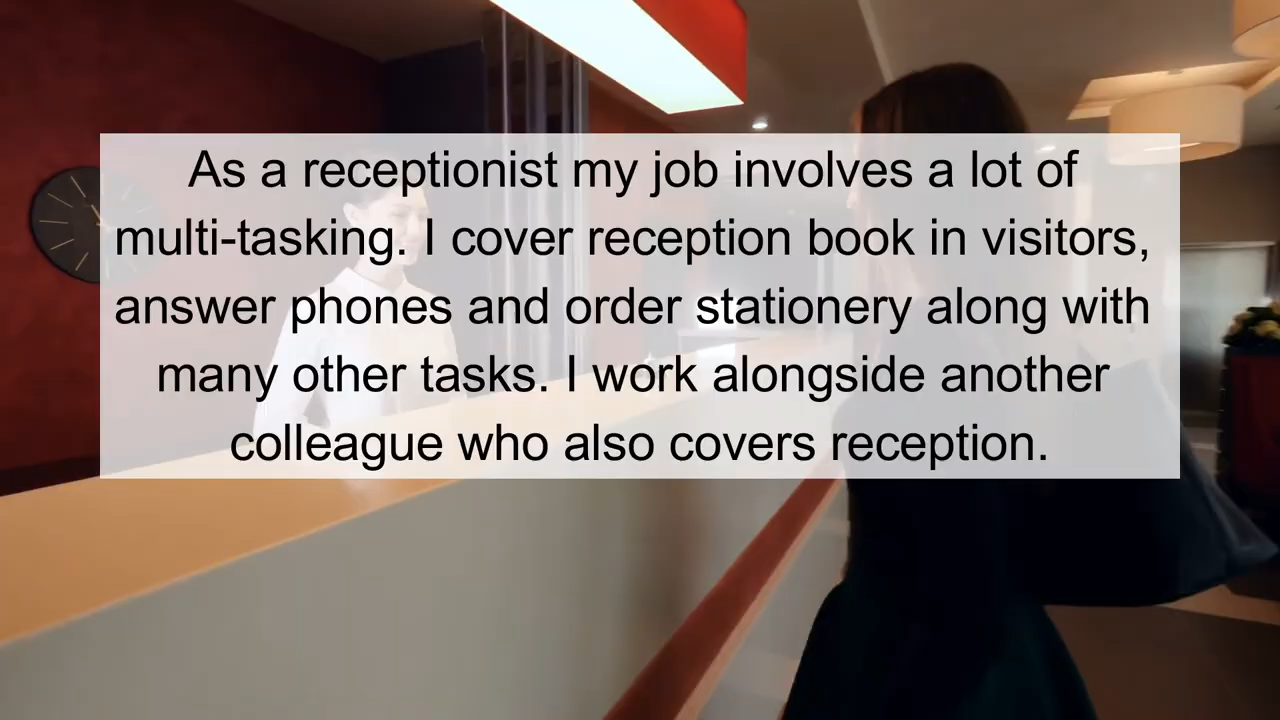 As a receptionist my job involves a lot of
multi-tasking. I cover reception book in visitors,
answer phones and order stationery along with
many other tasks. I work alongside another
colleague who also covers reception.